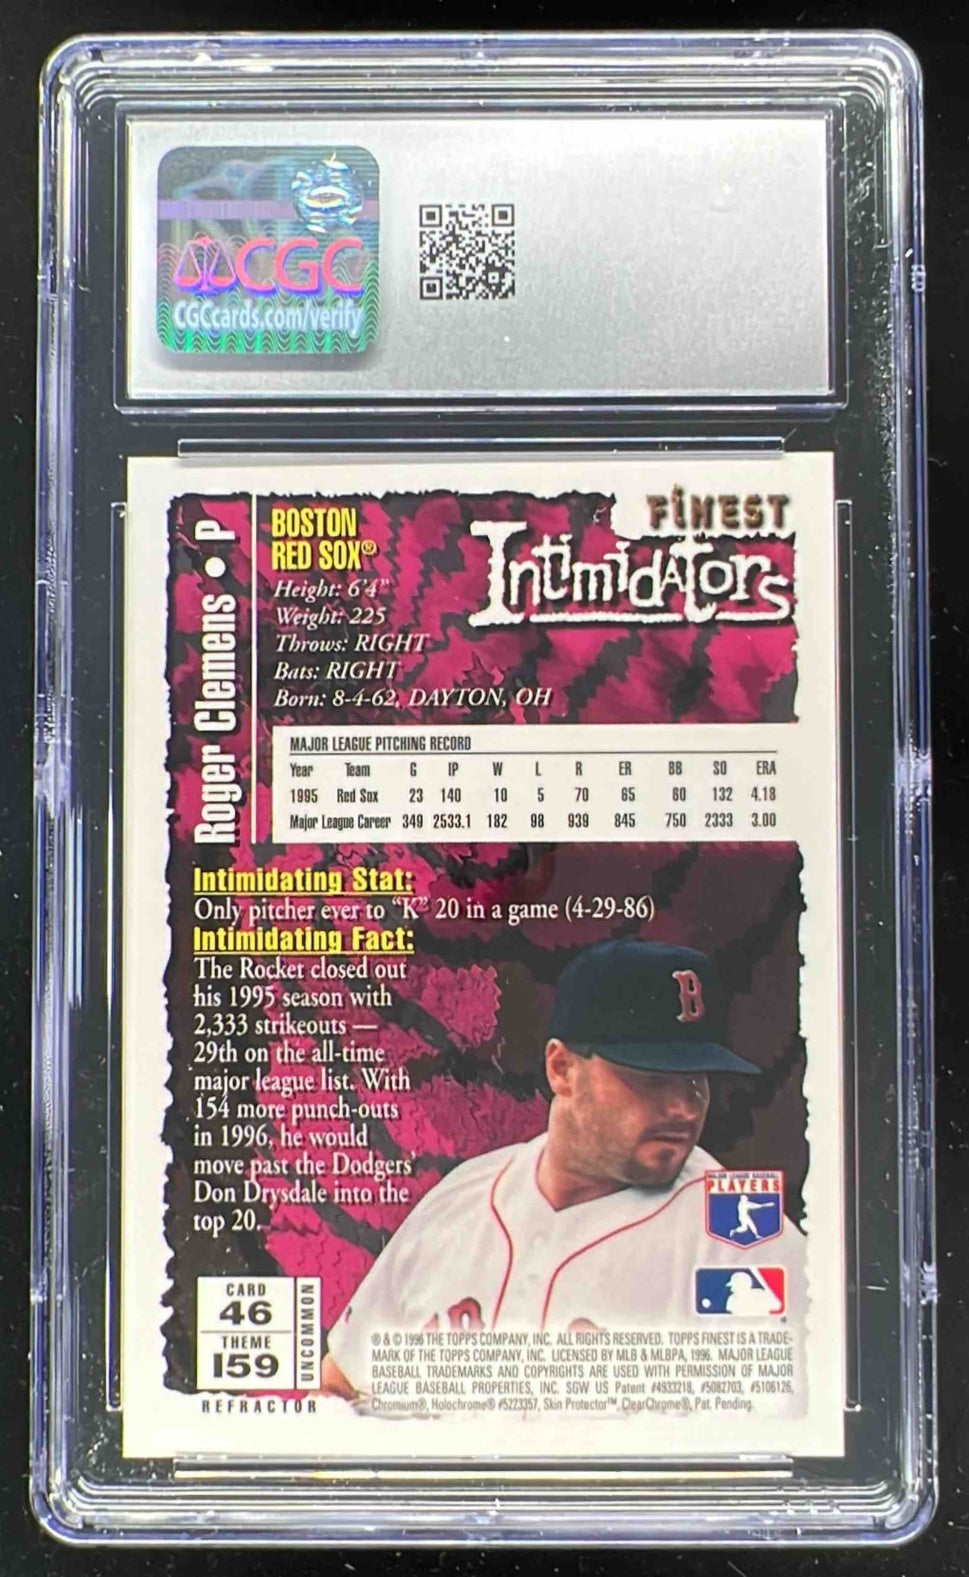 CGC
CGCcards.com/verify
Roger Clemens • P
BOSTON
RED SOX®
Height: 6'4"
Weight: 225
Throws: RIGHT
Bats: RIGHT
Born: 8-4-62, DAYTON, OH
FINEST
Intimidators
MAJOR LEAGUE PITCHING RECORD
Year Team G IP W L R ER BB SO ERA
1995 Red Sox 23 140 10 5 70 65 60 132 4.18
Major League Career 349 2533.1 182 98 939 845 750 2333 3.00
Intimidating Stat:
Only pitcher ever to "K" 20 in a game (4-29-86)
Intimidating Fact:
The Rocket closed out
his 1995 season with
2,333 strikeouts —
29th on the all-time
major league list. With
154 more punch-outs
in 1996, he would
move past the Dodgers'
Don Drysdale into the
top 20.
B
MAJOR LEAGUE BASEBALL
PLAYERS
CARD
46
THEME
159
UNCOMMON
REFRACTOR
® & © 1996 THE TOPPS COMPANY, INC. ALL RIGHTS RESERVED. TOPPS FINEST IS A TRADE-
MARK OF THE TOPPS COMPANY, INC. LICENSED BY MLB & MLBPA, 1996. MAJOR LEAGUE
BASEBALL TRADEMARKS AND COPYRIGHTS ARE USED WITH PERMISSION OF MAJOR
LEAGUE BASEBALL PROPERTIES, INC. SGW US Patent #4933218, #5082703, #5106126,
Chromium®, Holochrome® #5223357, Skin Protector™, ClearChrome®, Pat. Pending.